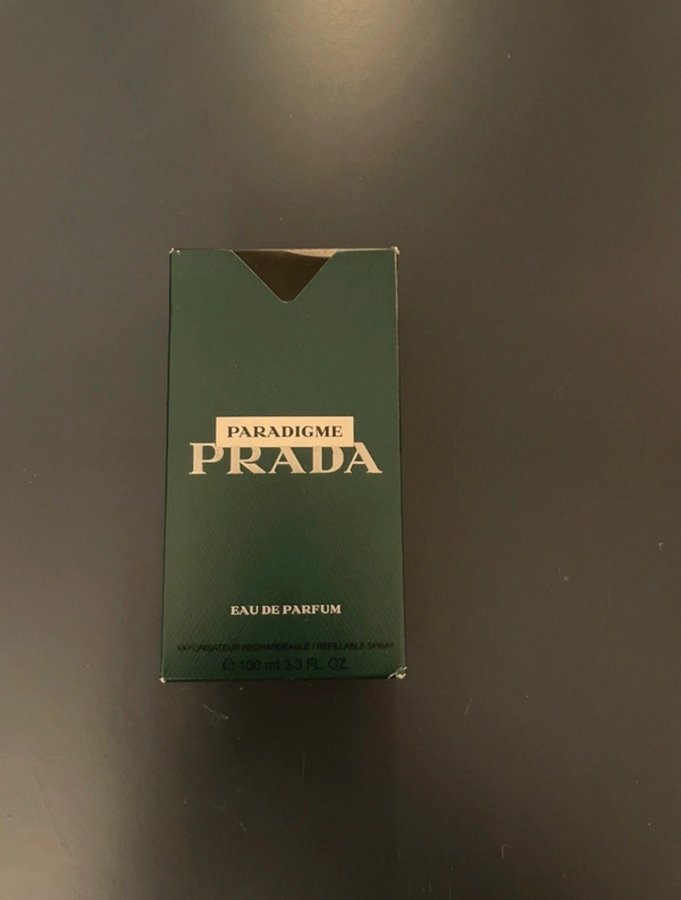 PARADIGME
PRADA
EAU DE PARFUM
VAPORISATEUR RECHARGEABLE / REFILLABLE SPRAY
℮ 100 ml 3.3 FL. OZ.